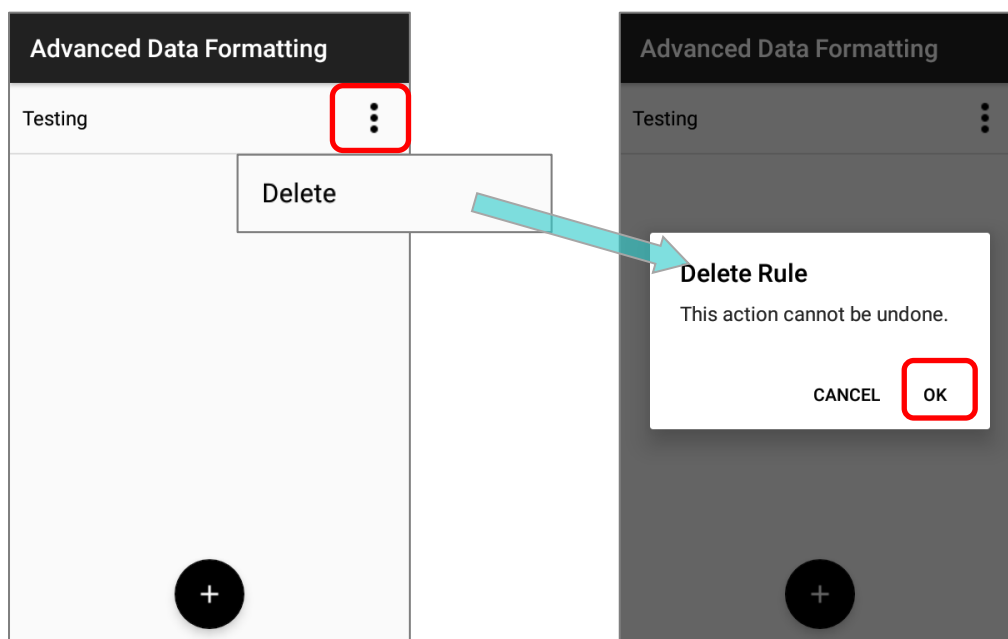 Advanced Data Formatting
Testing
Delete
+
Advanced Data Formatting
Testing
Delete Rule
This action cannot be undone.
CANCEL OK
+